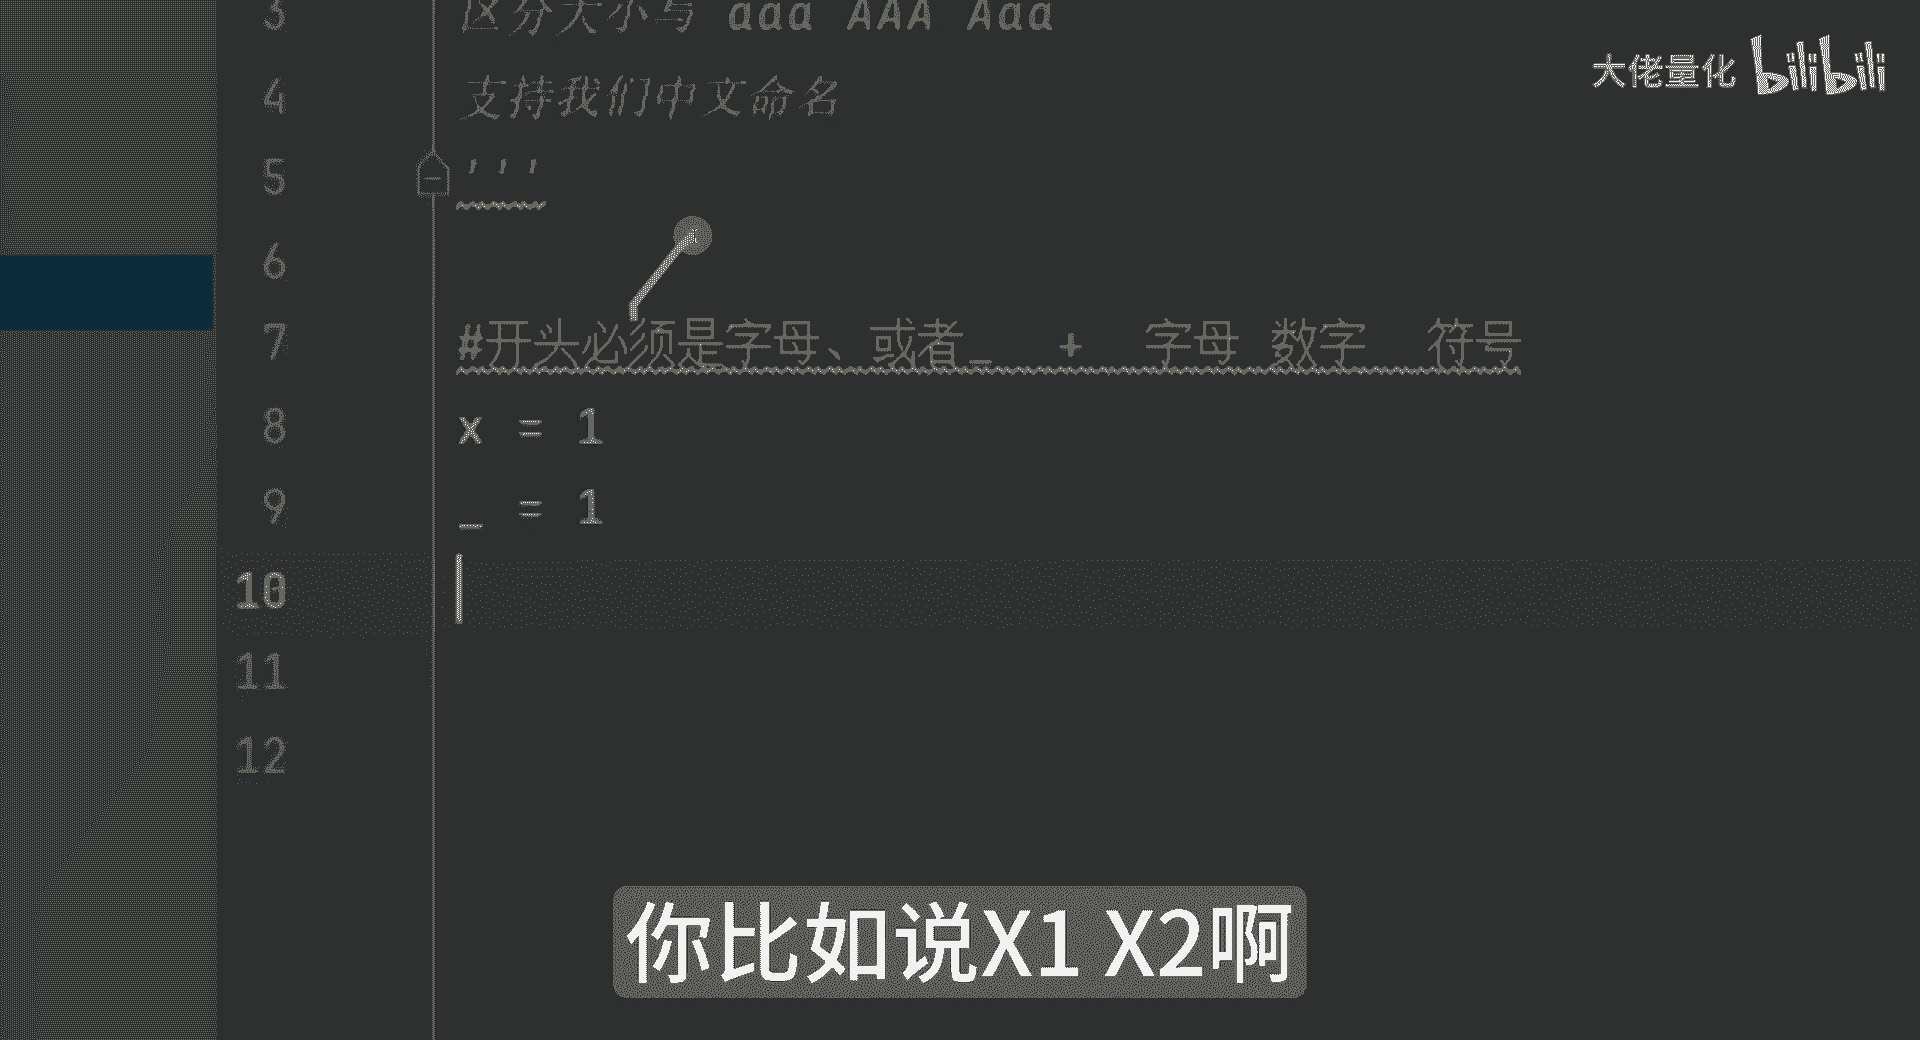 3 区分大小写 aaa AAA Aaa
大佬量化 bilibili
4 支持我们中文命名
5 '''
6
7 #开头必须是字母、或者_ + 字母 数字 符号
8 x = 1
9 _ = 1
10
11
12
你比如说X1 X2啊